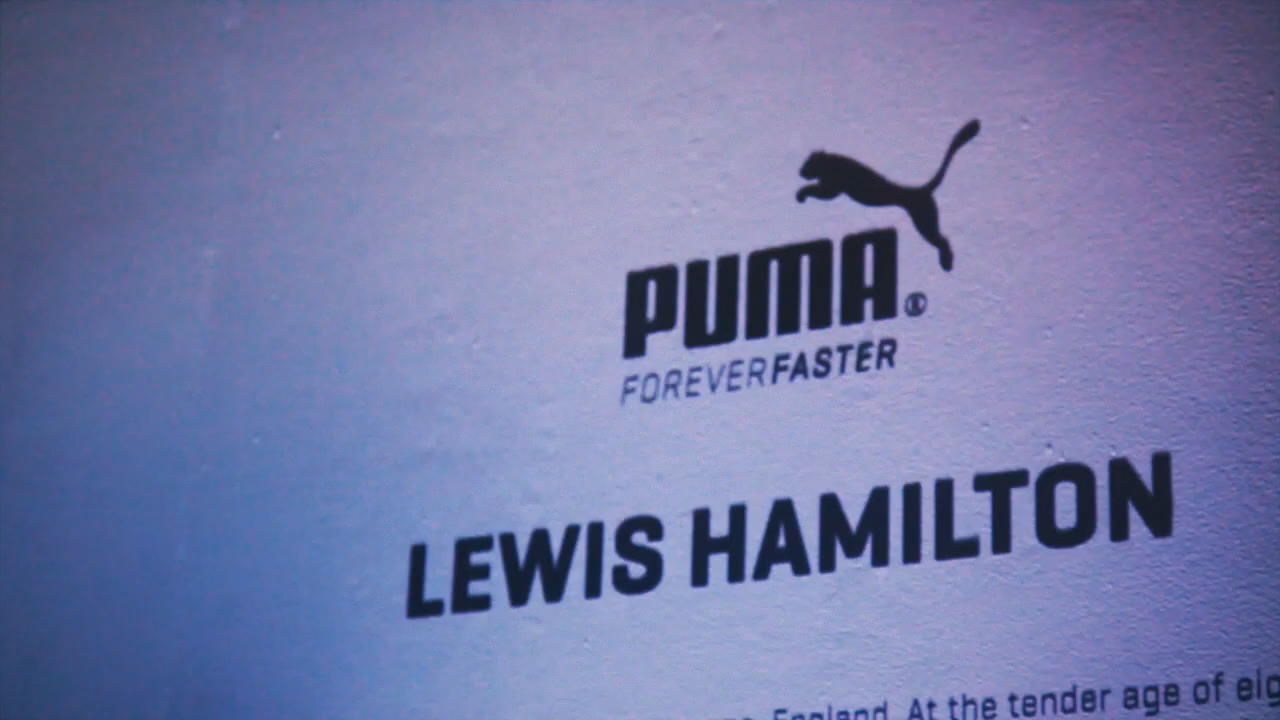 PUMA®
FOREVERFASTER
LEWIS HAMILTON
England. At the tender age of